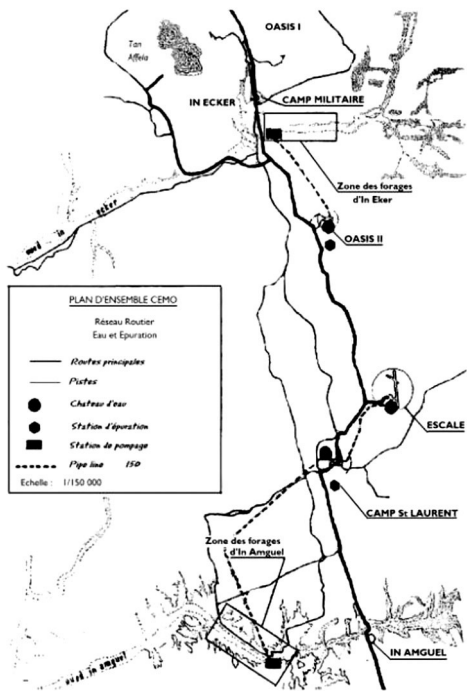 OASIS I
Tan
Affela
IN ECKER
CAMP MILITAIRE
Zone des forages
d'In Eker
oued in ecker
OASIS II
PLAN D'ENSEMBLE CEMO
Réseau Routier
Eau et Epuration
Routes principales
Pistes
Chateau d'eau
Station d'épuration
Station de pompage
Pipe line 150
Echelle : 1/150 000
ESCALE
CAMP St LAURENT
Zone des forages
d'In Amguel
IN AMGUEL
oued in amguel